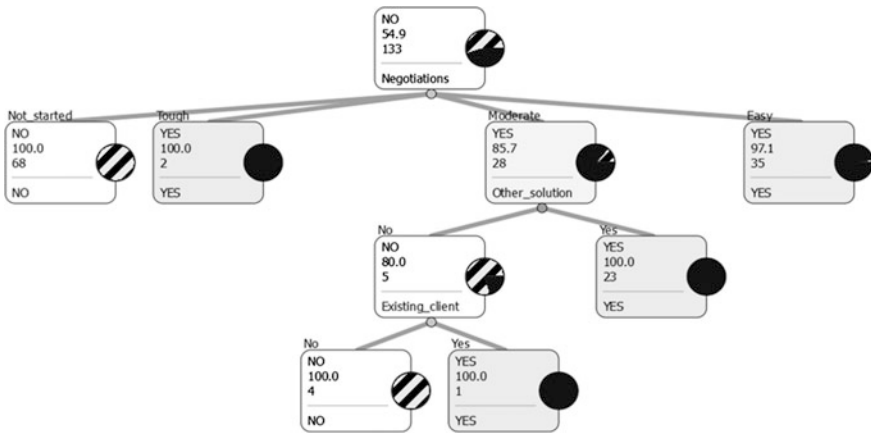 NO
54.9
133
Negotiations
Not_started
NO
100.0
68
NO
Tough
YES
100.0
2
YES
Moderate
YES
85.7
28
Other_solution
Easy
YES
97.1
35
YES
No
NO
80.0
5
Existing_client
Yes
YES
100.0
23
YES
No
NO
100.0
4
NO
Yes
YES
100.0
1
YES